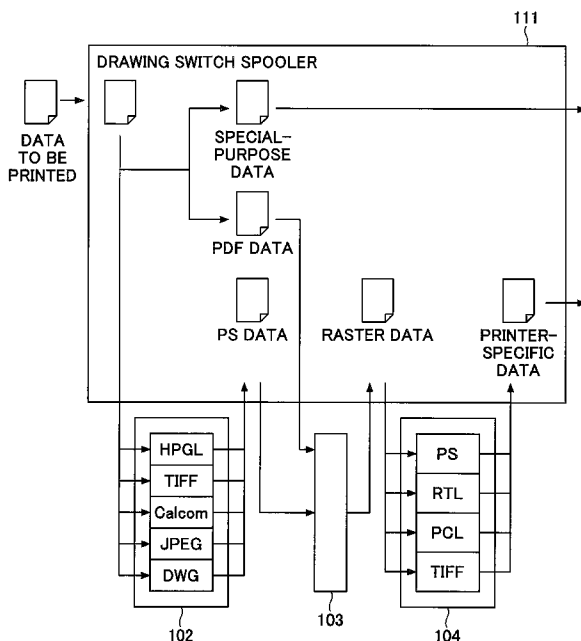 111
DRAWING SWITCH SPOOLER
DATA
TO BE
PRINTED
SPECIAL-
PURPOSE
DATA
PDF DATA
PS DATA
RASTER DATA
PRINTER-
SPECIFIC
DATA
HPGL
TIFF
Calcom
JPEG
DWG
PS
RTL
PCL
TIFF
102
103
104